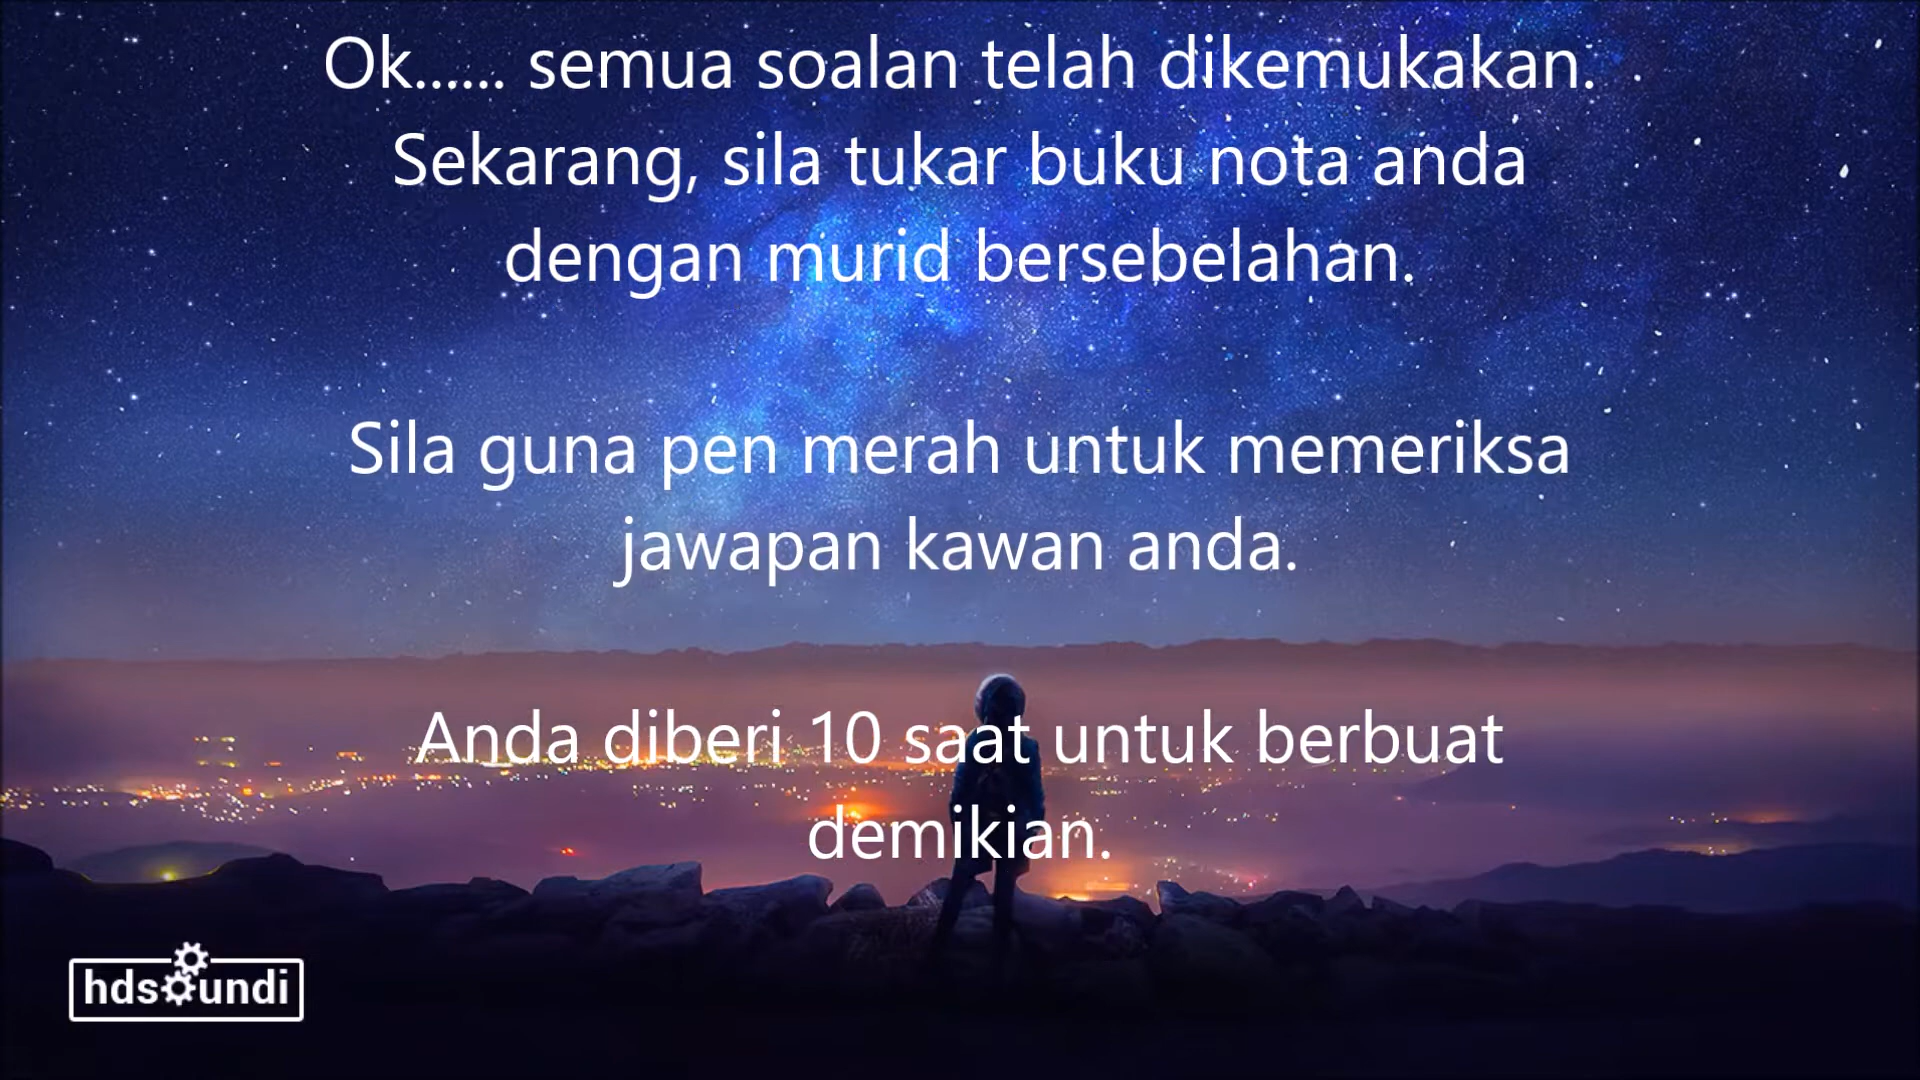 Ok...... semua soalan telah dikemukakan.
Sekarang, sila tukar buku nota anda
dengan murid bersebelahan.
Sila guna pen merah untuk memeriksa
jawapan kawan anda.
Anda diberi 10 saat untuk berbuat
demikian.
hdsoundi